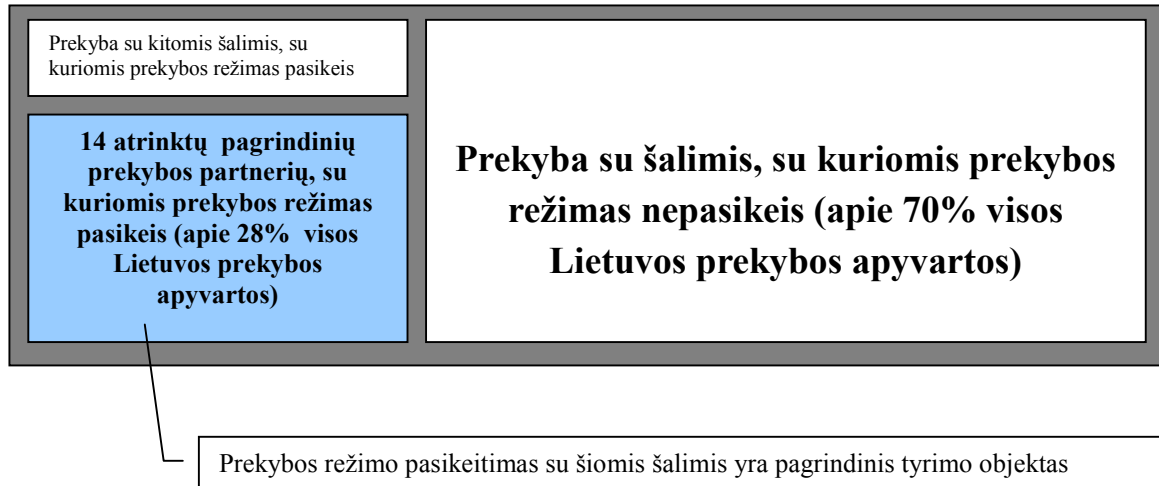 Prekyba su kitomis šalimis, su
kuriomis prekybos režimas pasikeis
14 atrinktų pagrindinių
prekybos partnerių, su
kuriomis prekybos režimas
pasikeis (apie 28% visos
Lietuvos prekybos
apyvartos)
Prekyba su šalimis, su kuriomis prekybos
režimas nepasikeis (apie 70% visos
Lietuvos prekybos apyvartos)
Prekybos režimo pasikeitimas su šiomis šalimis yra pagrindinis tyrimo objektas